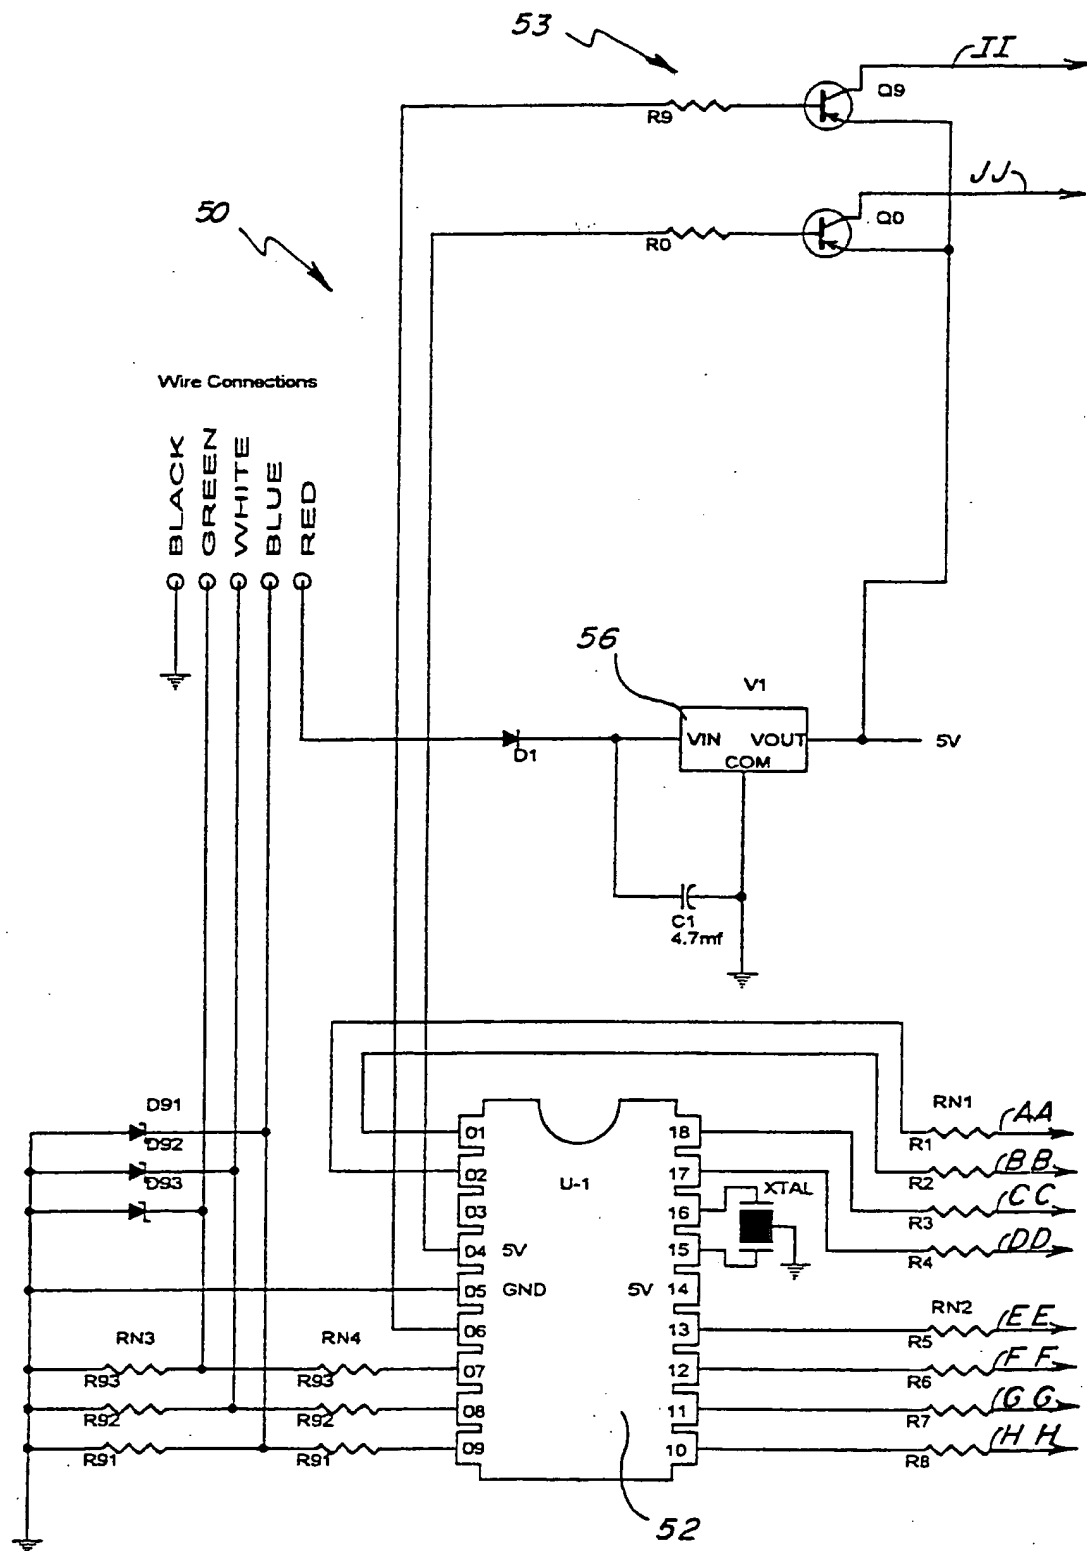 53
II
Q9
R9
JJ
50
Q0
R0
Wire Connections
BLACK
GREEN
WHITE
BLUE
RED
56
V1
VIN VOUT
COM
5V
D1
C1
4.7mf
D91
D92
D93
RN1
AA
R1
BB
R2
CC
R3
DD
R4
01
02
03
04 5V
05 GND
06
07
08
09
U-1
18
17
16
15
5V 14
13
12
11
10
XTAL
RN2
EE
R5
FF
R6
GG
R7
HH
R8
RN3
RN4
R93
R93
R92
R92
R91
R91
52